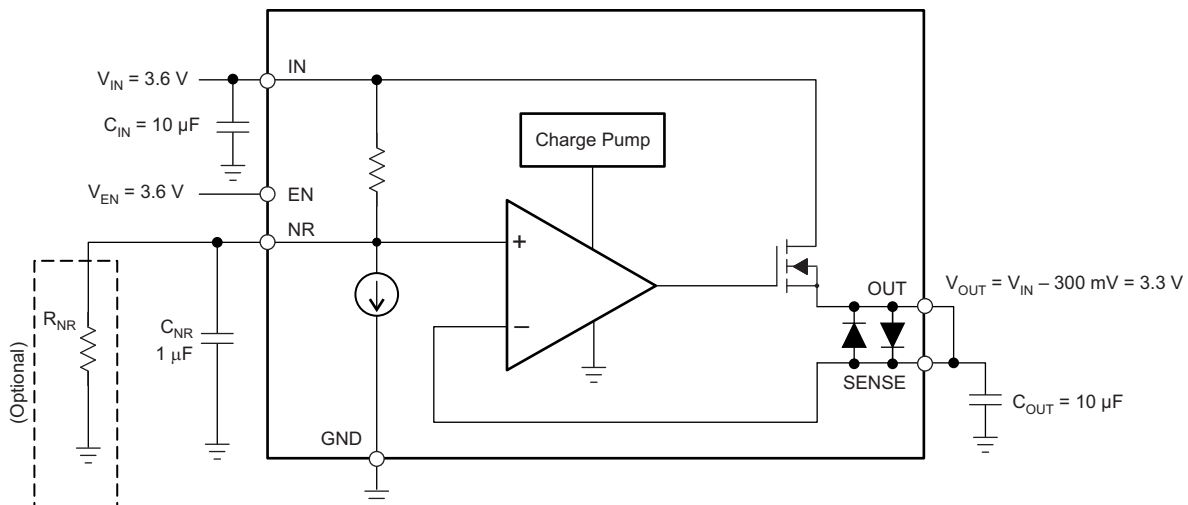 IN
V_IN = 3.6 V
C_IN = 10 µF
Charge Pump
V_EN = 3.6 V
EN
NR
+
OUT
V_OUT = V_IN – 300 mV = 3.3 V
R_NR
C_NR
1 µF
–
(Optional)
SENSE
C_OUT = 10 µF
GND